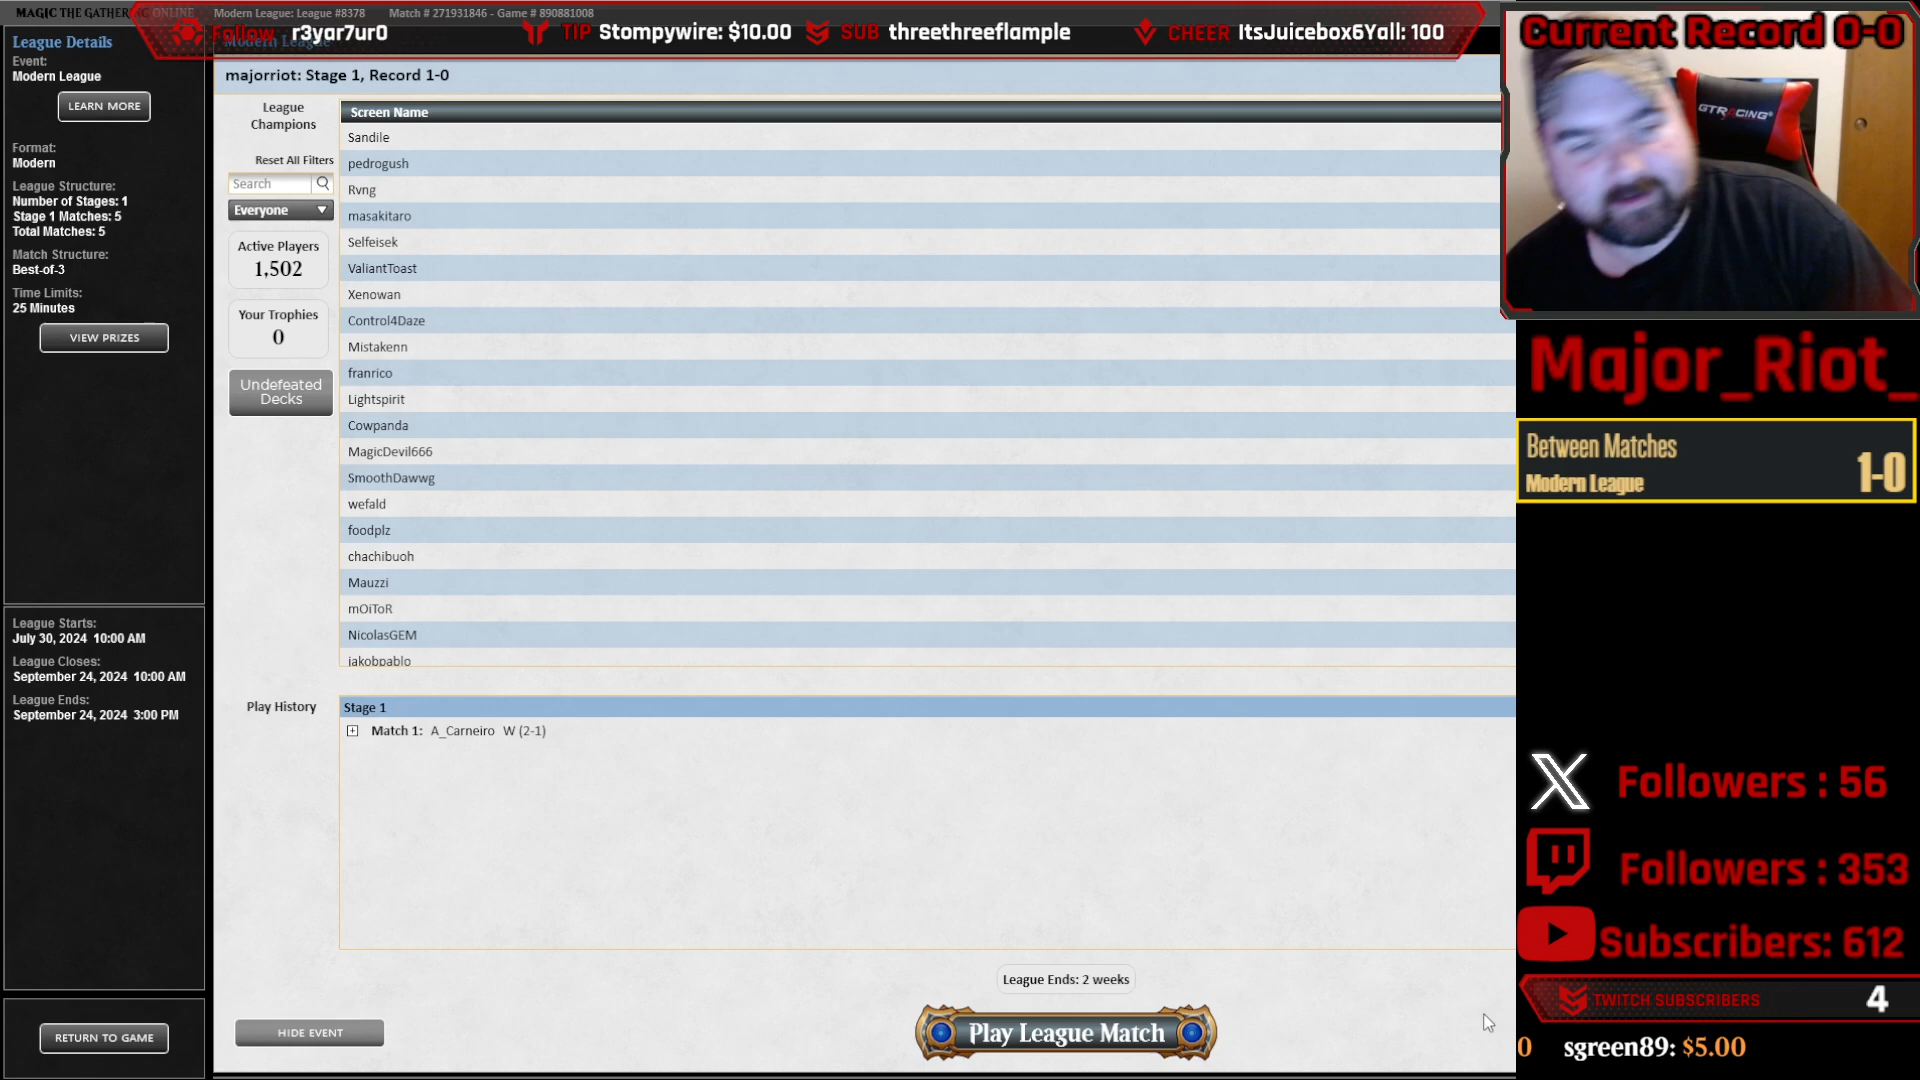 MAGIC THE GATHERING ONLINE
Modern League: League #8378
Match # 271931846 - Game # 890881008
Follow r3yar7ur0
TIP Stompywire: $10.00
SUB threethreeflample
CHEER ItsJuicebox6Yall: 100
Current Record 0-0
League Details
Event:
Modern League
LEARN MORE
Format:
Modern
League Structure:
Number of Stages: 1
Stage 1 Matches: 5
Total Matches: 5
Match Structure:
Best-of-3
Time Limits:
25 Minutes
VIEW PRIZES
League Starts:
July 30, 2024 10:00 AM
League Closes:
September 24, 2024 10:00 AM
League Ends:
September 24, 2024 3:00 PM
RETURN TO GAME
Modern League
majorriot: Stage 1, Record 1-0
League
Champions
Reset All Filters
Search
Everyone
Active Players
1,502
Your Trophies
0
Undefeated
Decks
Screen Name
Sandile
pedrogush
Rvng
masakitaro
Selfeisek
ValiantToast
Xenowan
Control4Daze
Mistakenn
franrico
Lightspirit
Cowpanda
MagicDevil666
SmoothDawwg
wefald
foodplz
chachibuoh
Mauzzi
mOiToR
NicolasGEM
jakobpablo
Play History
Stage 1
Match 1: A_Carneiro W (2-1)
League Ends: 2 weeks
HIDE EVENT
Play League Match
GTRACING
Major_Riot_
Between Matches
Modern League
1-0
Followers : 56
Followers : 353
Subscribers: 612
TWITCH SUBSCRIBERS 4
0 sgreen89: $5.00